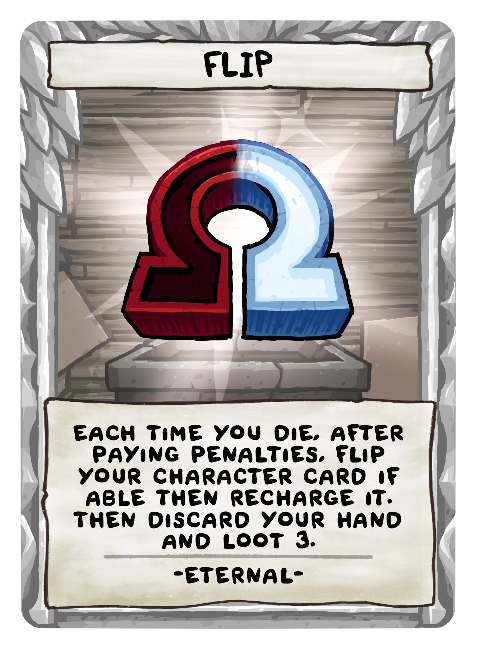 FLIP
EACH TIME YOU DIE, AFTER
PAYING PENALTIES, FLIP
YOUR CHARACTER CARD IF
ABLE THEN RECHARGE IT.
THEN DISCARD YOUR HAND
AND LOOT 3.
-ETERNAL-